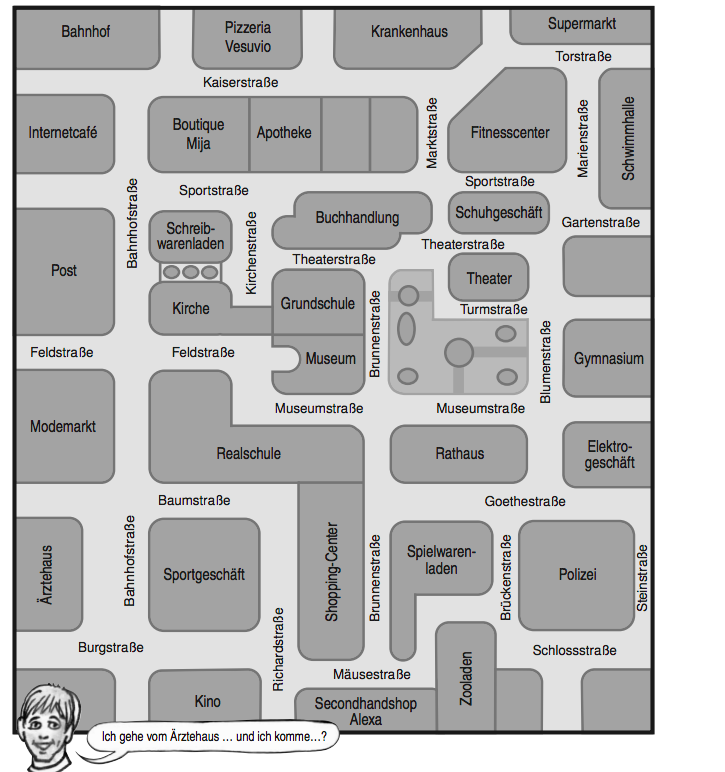 Bahnhof
Pizzeria
Vesuvio
Krankenhaus
Supermarkt
Torstraße
Kaiserstraße
Internetcafé
Boutique
Mija
Apotheke
Marktstraße
Fitnesscenter
Marienstraße
Schwimmhalle
Sportstraße
Sportstraße
Bahnhofstraße
Schreib-
warenladen
Kirchenstraße
Buchhandlung
Schuhgeschäft
Gartenstraße
Theaterstraße
Theaterstraße
Post
Kirche
Grundschule
Brunnenstraße
Theater
Turmstraße
Feldstraße
Feldstraße
Museum
Blumenstraße
Gymnasium
Museumstraße
Museumstraße
Modemarkt
Realschule
Rathaus
Elektro-
geschäft
Baumstraße
Goethestraße
Ärztehaus
Bahnhofstraße
Sportgeschäft
Shopping-Center
Brunnenstraße
Spielwaren-
laden
Brückenstraße
Polizei
Steinstraße
Burgstraße
Richardstraße
Mäusestraße
Schlossstraße
Kino
Secondhandshop
Alexa
Zooladen
Ich gehe vom Ärztehaus ... und ich komme...?